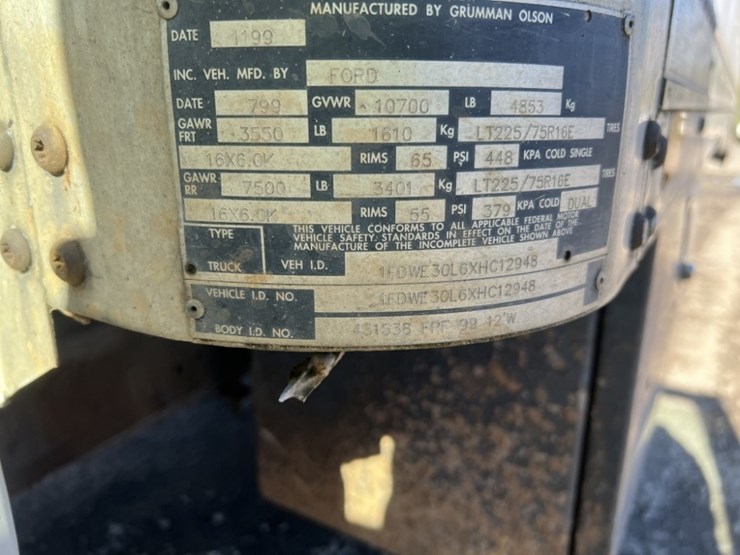 MANUFACTURED BY GRUMMAN OLSON
DATE 1199
INC. VEH. MFD. BY FORD
DATE 799 GVWR 10700 LB 4853 Kg
GAWR FRT 3550 LB 1610 Kg LT225/75R16E TIRES
16X6.0K RIMS 65 PSI 448 KPA COLD SINGLE
GAWR RR 7500 LB 3401 Kg LT225/75R16E TIRES
16X6.0K RIMS 55 PSI 379 KPA COLD DUAL
TYPE THIS VEHICLE CONFORMS TO ALL APPLICABLE FEDERAL MOTOR
VEHICLE SAFETY STANDARDS IN EFFECT ON THE DATE OF THE
MANUFACTURE OF THE INCOMPLETE VEHICLE SHOWN ABOVE
TRUCK VEH I.D. 1FDWE30L6XHC12948
VEHICLE I.D. NO. 1FDWE30L6XHC12948
BODY I.D. NO. 99 12'W